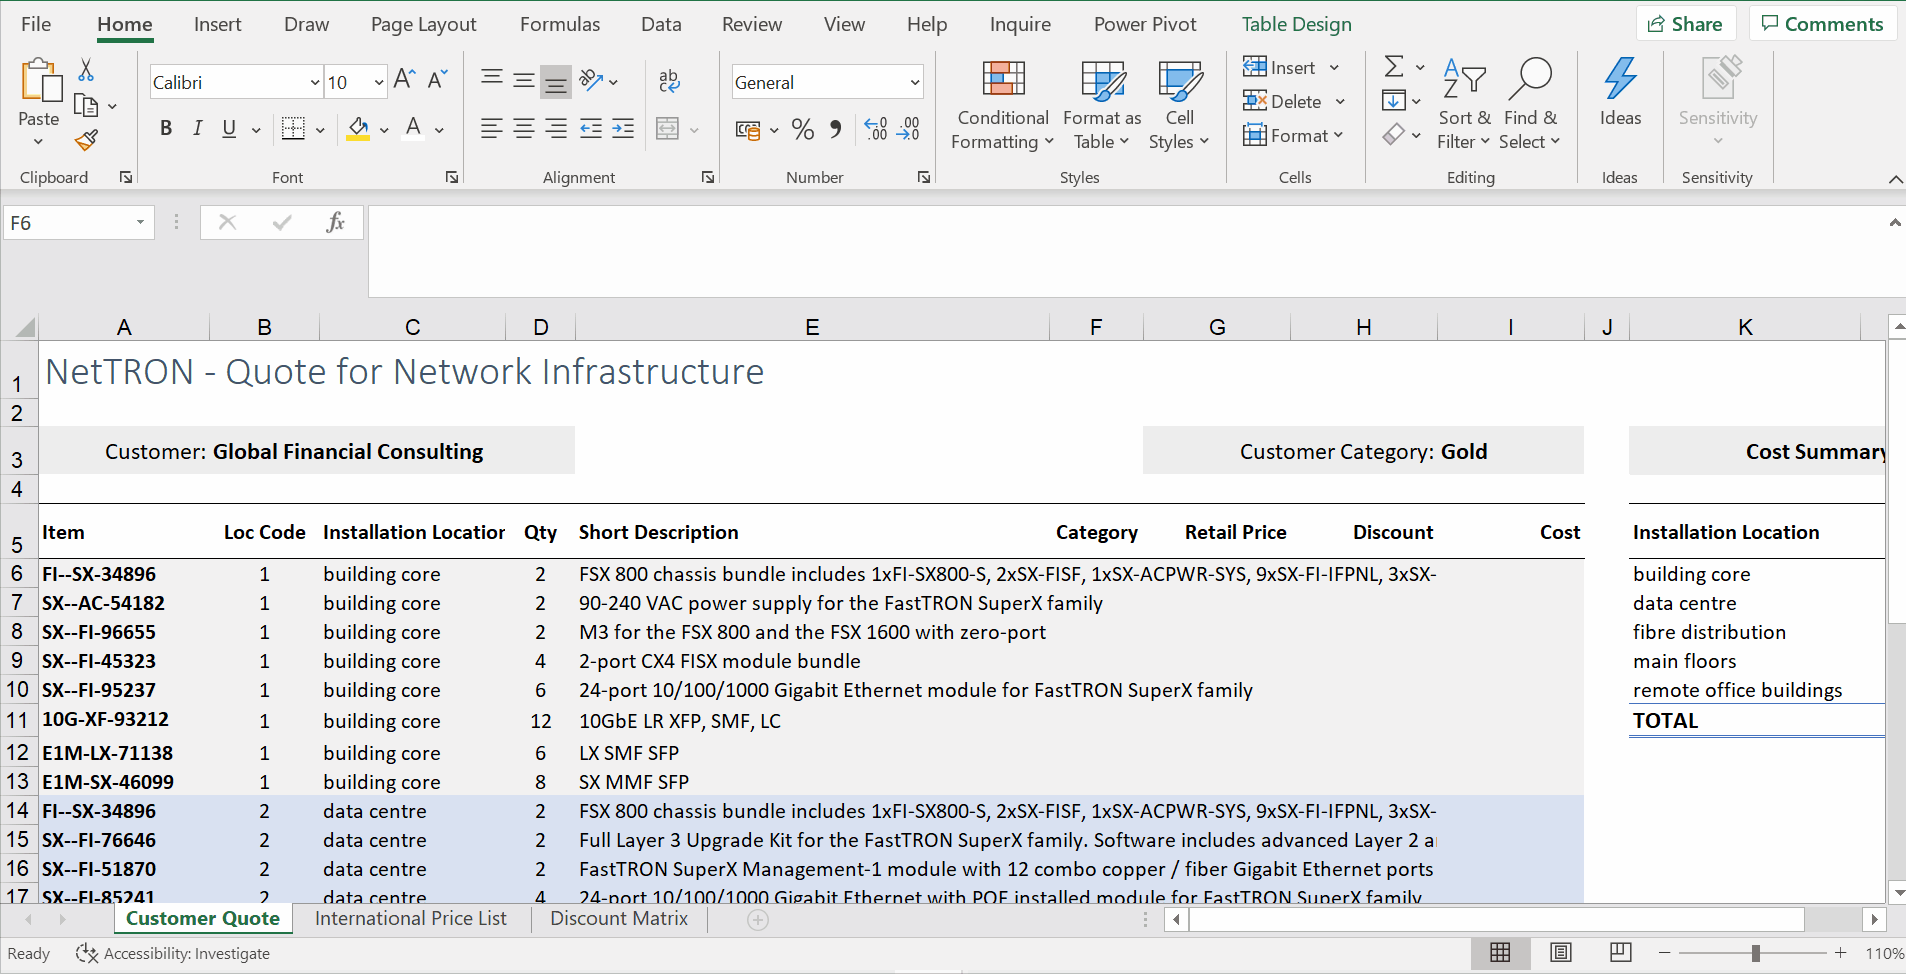 File Home Insert Draw Page Layout Formulas Data Review View Help Inquire Power Pivot Table Design Share Comments
Paste Calibri 10 General Conditional Formatting Format as Table Cell Styles Insert Delete Format Sort & Filter Find & Select Ideas Sensitivity
Clipboard Font Alignment Number Styles Cells Editing Ideas Sensitivity
F6 fx
A B C D E F G H I J K
1 NetTRON - Quote for Network Infrastructure
2
3 Customer: Global Financial Consulting Customer Category: Gold Cost Summary
4
5 Item Loc Code Installation Location Qty Short Description Category Retail Price Discount Cost Installation Location
6 FI--SX-34896 1 building core 2 FSX 800 chassis bundle includes 1xFI-SX800-S, 2xSX-FISF, 1xSX-ACPWR-SYS, 9xSX-FI-IFPNL, 3xSX- building core
7 SX--AC-54182 1 building core 2 90-240 VAC power supply for the FastTRON SuperX family data centre
8 SX--FI-96655 1 building core 2 M3 for the FSX 800 and the FSX 1600 with zero-port fibre distribution
9 SX--FI-45323 1 building core 4 2-port CX4 FISX module bundle main floors
10 SX--FI-95237 1 building core 6 24-port 10/100/1000 Gigabit Ethernet module for FastTRON SuperX family remote office buildings
11 10G-XF-93212 1 building core 12 10GbE LR XFP, SMF, LC TOTAL
12 E1M-LX-71138 1 building core 6 LX SMF SFP
13 E1M-SX-46099 1 building core 8 SX MMF SFP
14 FI--SX-34896 2 data centre 2 FSX 800 chassis bundle includes 1xFI-SX800-S, 2xSX-FISF, 1xSX-ACPWR-SYS, 9xSX-FI-IFPNL, 3xSX-
15 SX--FI-76646 2 data centre 2 Full Layer 3 Upgrade Kit for the FastTRON SuperX family. Software includes advanced Layer 2 a
16 SX--FI-51870 2 data centre 2 FastTRON SuperX Management-1 module with 12 combo copper / fiber Gigabit Ethernet ports
17 SX--FI-85241 2 data centre 4 24-port 10/100/1000 Gigabit Ethernet with POE installed module for FastTRON SuperX family
Customer Quote International Price List Discount Matrix
Ready Accessibility: Investigate 110%